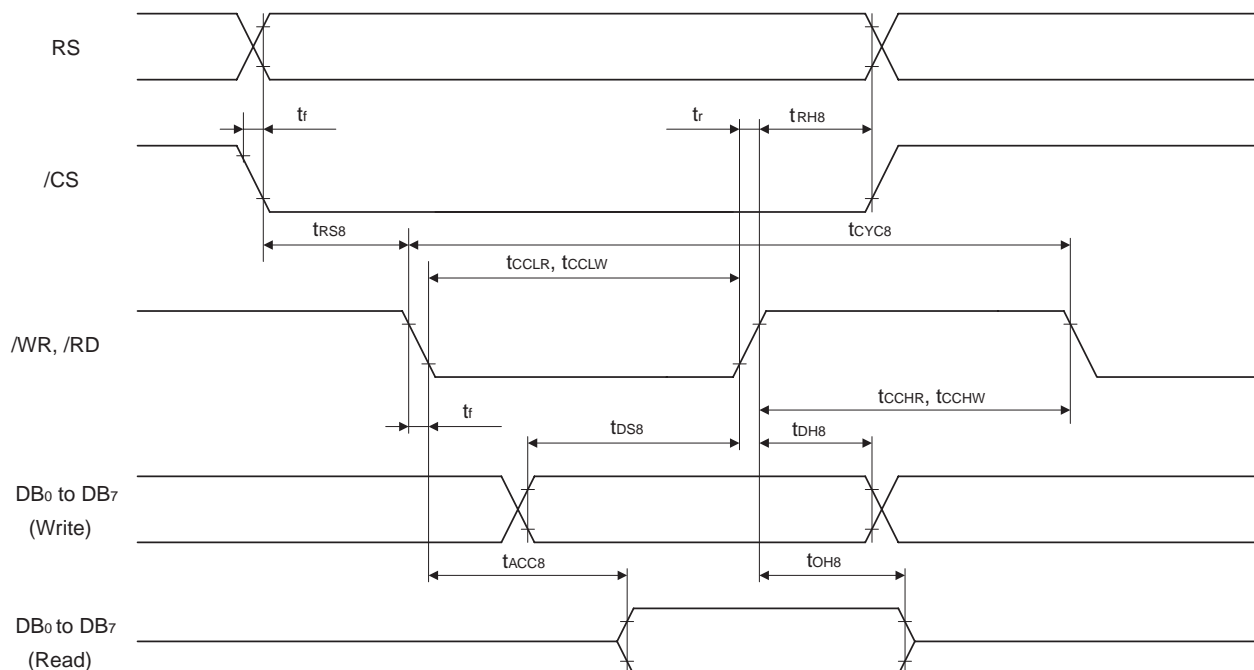 RS
tf
tr
tRH8
/CS
tRS8
tCYC8
tCCLR, tCCLW
/WR, /RD
tCCHR, tCCHW
tf
tDS8
tDH8
DB0 to DB7
(Write)
tACC8
tOH8
DB0 to DB7
(Read)